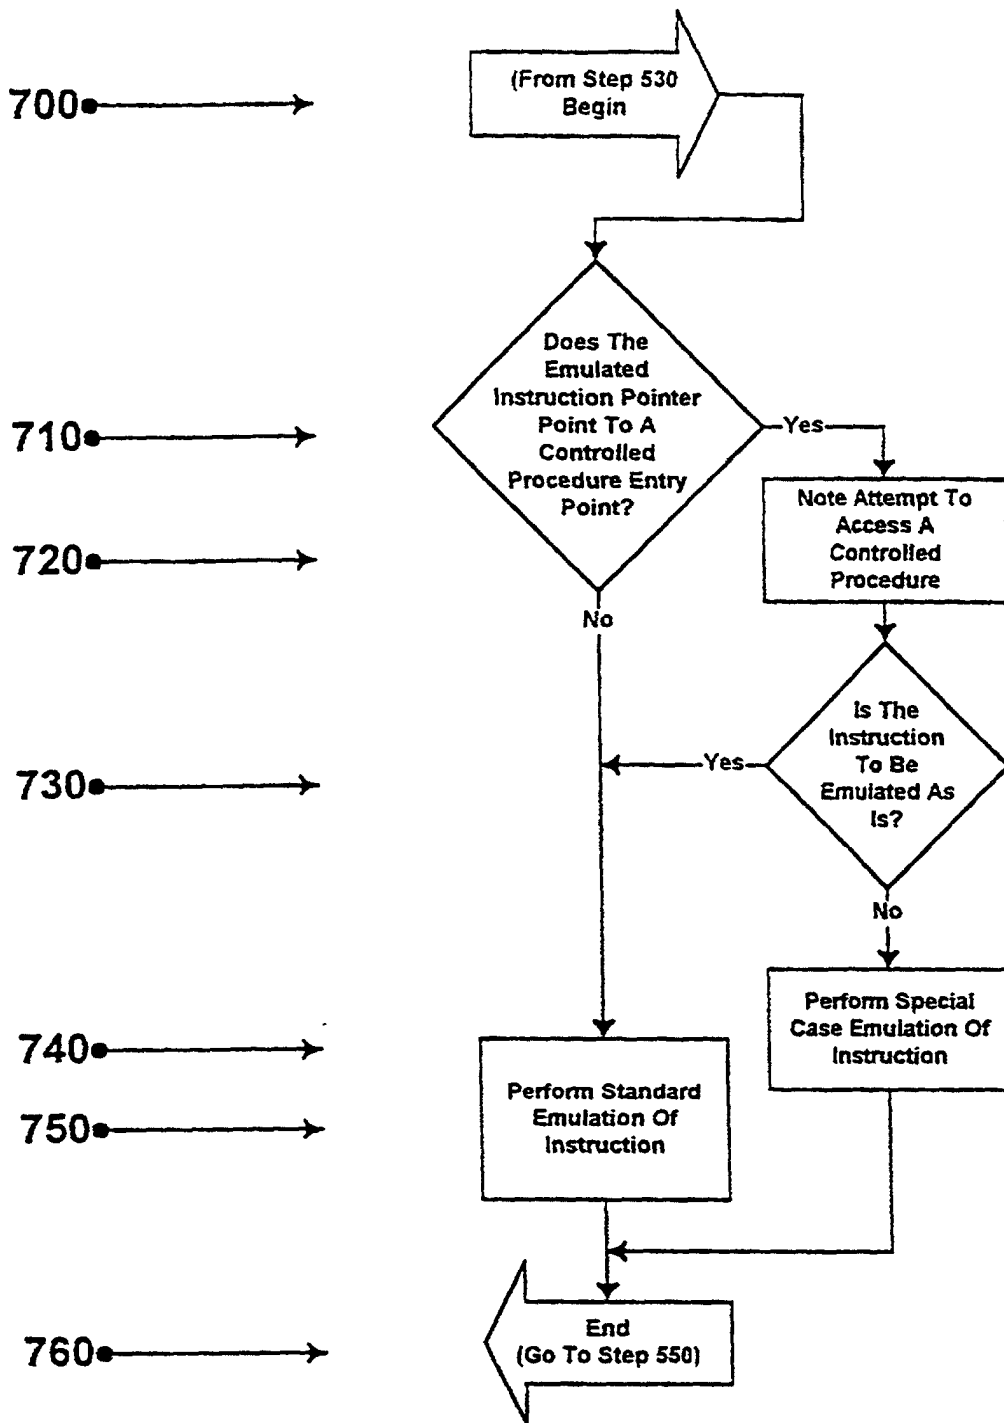 700
(From Step 530
Begin
Does The
Emulated
Instruction Pointer
Point To A
Controlled
Procedure Entry
Point?
710
Yes
Note Attempt To
Access A
Controlled
Procedure
720
No
Is The
Instruction
To Be
Emulated As
Is?
Yes
730
No
Perform Special
Case Emulation Of
Instruction
740
Perform Standard
Emulation Of
Instruction
750
End
(Go To Step 550)
760